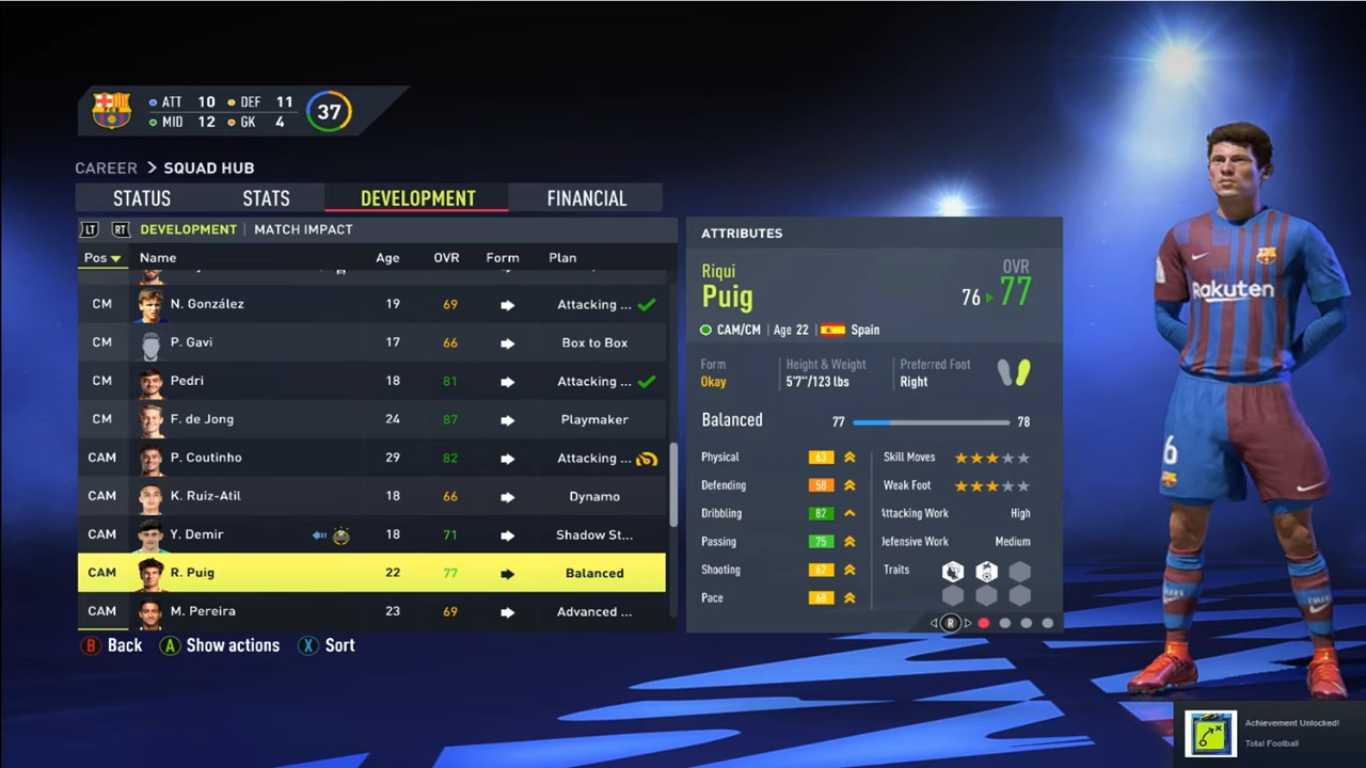 ATT 10 DEF 11
MID 12 GK 4
37
CAREER > SQUAD HUB
STATUS STATS DEVELOPMENT FINANCIAL
LT RT DEVELOPMENT | MATCH IMPACT
Pos Name Age OVR Form Plan
CM N. González 19 69 Attacking ...
CM P. Gavi 17 66 Box to Box
CM Pedri 18 81 Attacking ...
CM F. de Jong 24 87 Playmaker
CAM P. Coutinho 29 82 Attacking ...
CAM K. Ruiz-Atil 18 66 Dynamo
CAM Y. Demir 18 71 Shadow St...
CAM R. Puig 22 77 Balanced
CAM M. Pereira 23 69 Advanced ...
B Back A Show actions X Sort
ATTRIBUTES
Riqui
Puig
OVR
76 77
CAM/CM | Age 22 | Spain
Form
Okay
Height & Weight
5'7"/123 lbs
Preferred Foot
Right
Balanced 77 78
Physical 63
Defending 58
Dribbling 82
Passing 75
Shooting 67
Pace 68
Skill Moves
Weak Foot
Attacking Work High
Defensive Work Medium
Traits
R
Rakuten
6
Achievement Unlocked!
Total Football